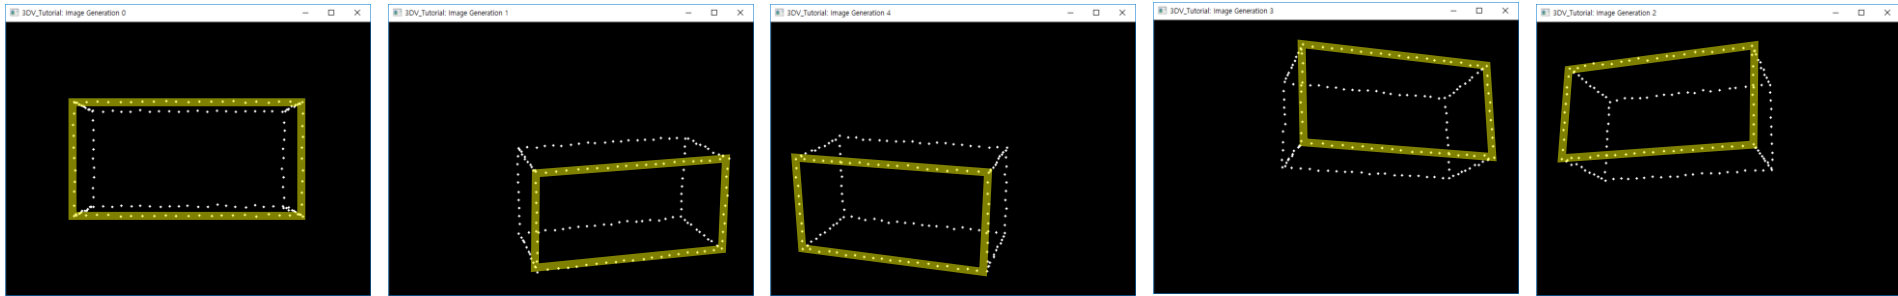 3DV_Tutorial: Image Generation 0
3DV_Tutorial: Image Generation 1
3DV_Tutorial: Image Generation 4
3DV_Tutorial: Image Generation 3
3DV_Tutorial: Image Generation 2